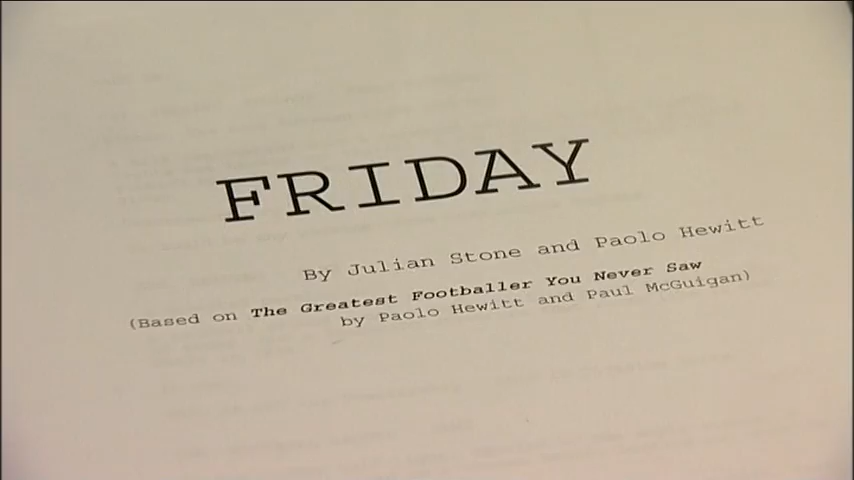 FRIDAY
By Julian Stone and Paolo Hewitt
(Based on The Greatest Footballer You Never Saw
by Paolo Hewitt and Paul McGuigan)